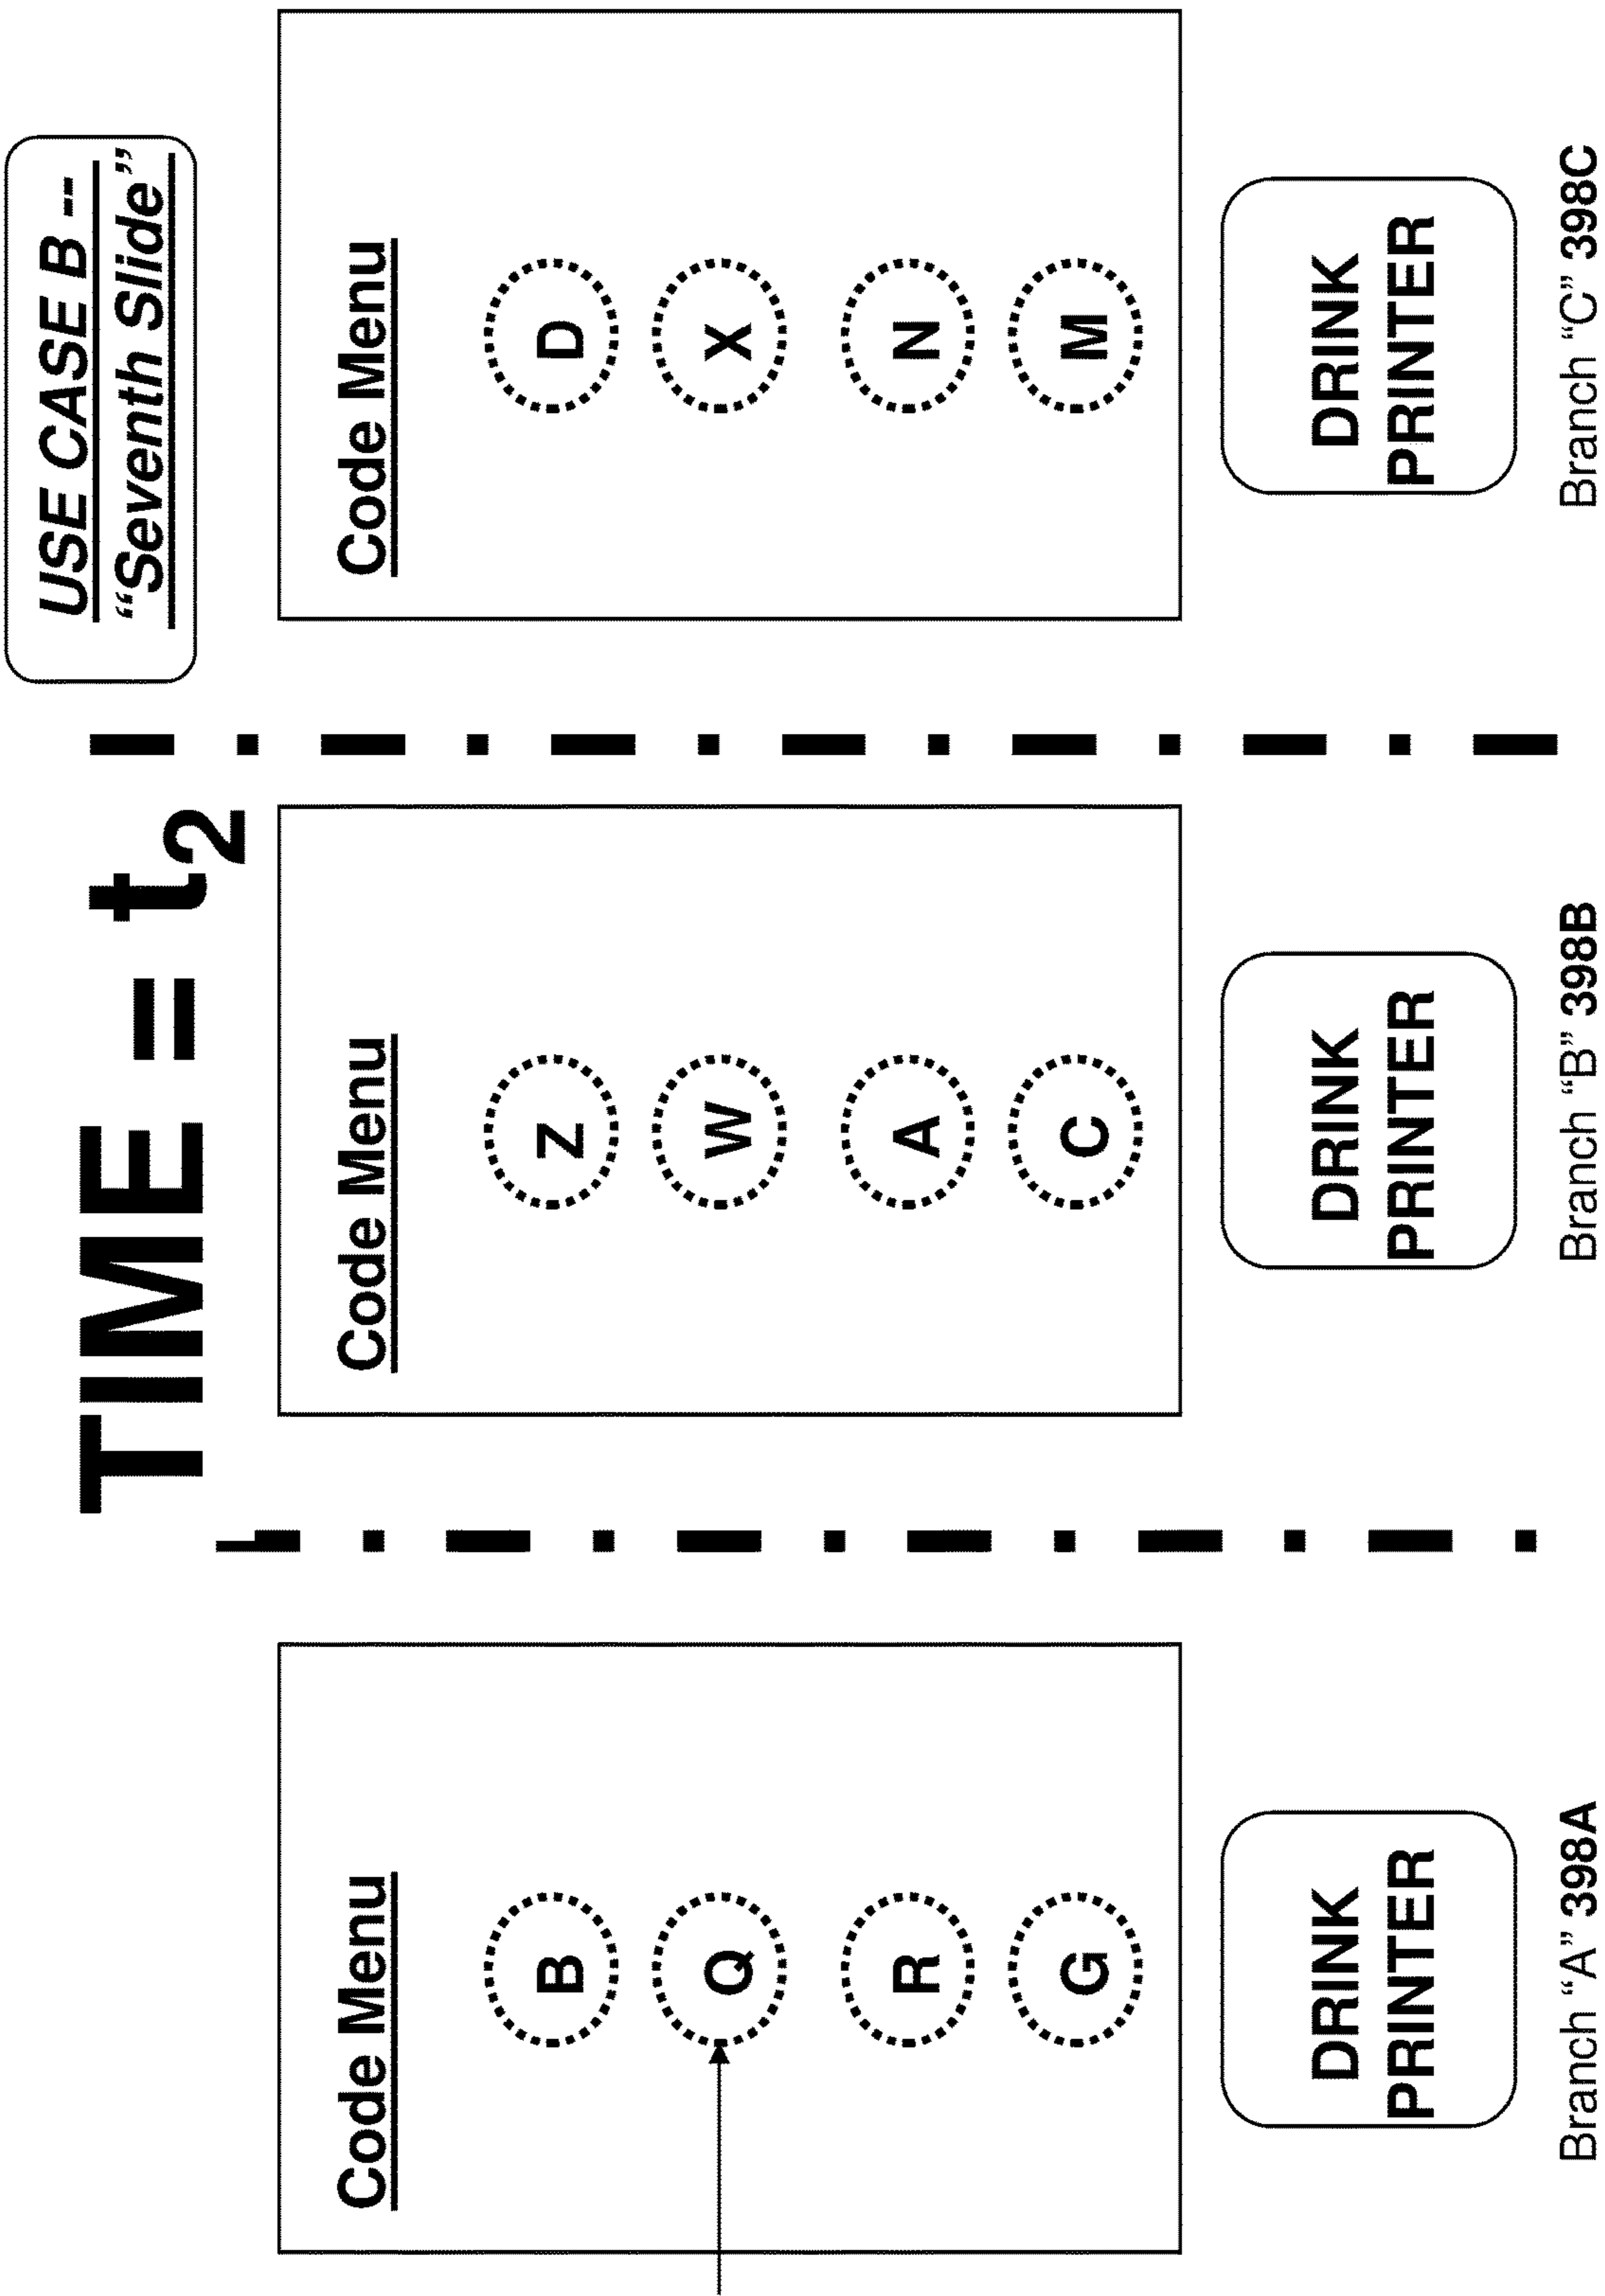 USE CASE B --
“Seventh Slide”
TIME = t2
Code Menu
B
Q
R
G
DRINK
PRINTER
Branch “A” 398A
Code Menu
Z
W
A
C
DRINK
PRINTER
Branch “B” 398B
Code Menu
D
X
N
M
DRINK
PRINTER
Branch “C” 398C